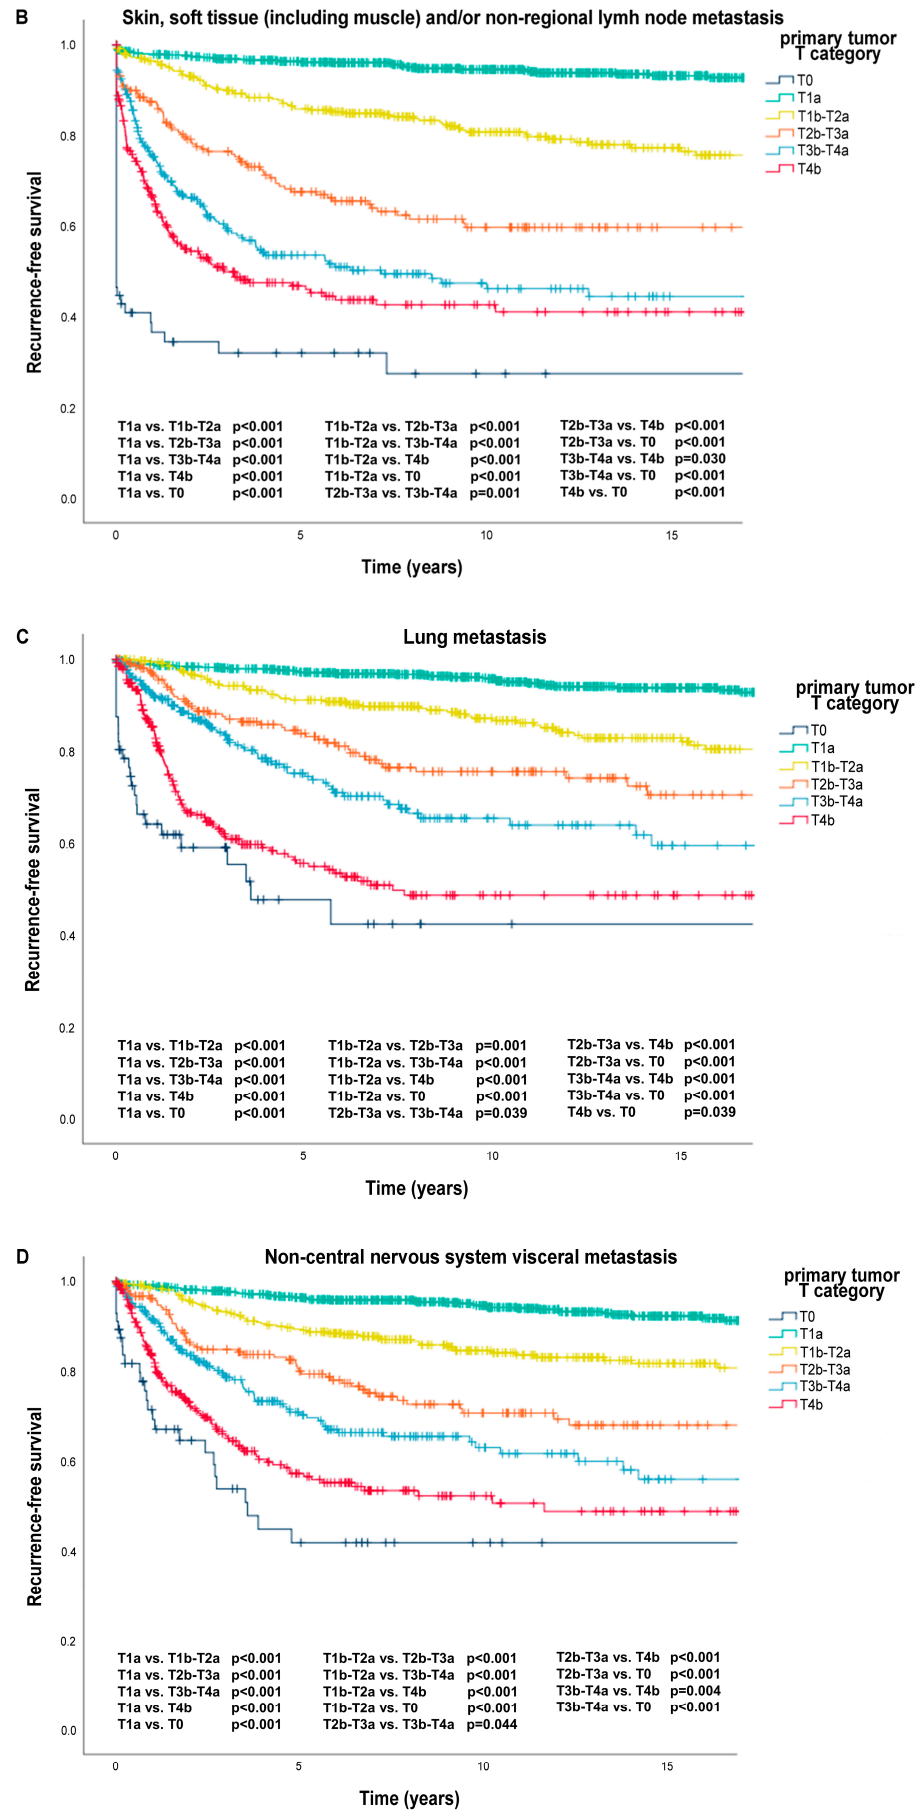 B
Skin, soft tissue (including muscle) and/or non-regional lymh node metastasis
primary tumor
T category
T0
T1a
T1b-T2a
T2b-T3a
T3b-T4a
T4b
Recurrence-free survival
1.0
0.8
0.6
0.4
0.2
0.0
T1a vs. T1b-T2a p<0.001
T1a vs. T2b-T3a p<0.001
T1a vs. T3b-T4a p<0.001
T1a vs. T4b p<0.001
T1a vs. T0 p<0.001
T1b-T2a vs. T2b-T3a p<0.001
T1b-T2a vs. T3b-T4a p<0.001
T1b-T2a vs. T4b p<0.001
T1b-T2a vs. T0 p<0.001
T2b-T3a vs. T3b-T4a p=0.001
T2b-T3a vs. T4b p<0.001
T2b-T3a vs. T0 p<0.001
T3b-T4a vs. T4b p=0.030
T3b-T4a vs. T0 p<0.001
T4b vs. T0 p<0.001
0 5 10 15
Time (years)
C
Lung metastasis
primary tumor
T category
T0
T1a
T1b-T2a
T2b-T3a
T3b-T4a
T4b
Recurrence-free survival
1.0
0.8
0.6
0.4
0.2
0.0
T1a vs. T1b-T2a p<0.001
T1a vs. T2b-T3a p<0.001
T1a vs. T3b-T4a p<0.001
T1a vs. T4b p<0.001
T1a vs. T0 p<0.001
T1b-T2a vs. T2b-T3a p=0.001
T1b-T2a vs. T3b-T4a p<0.001
T1b-T2a vs. T4b p<0.001
T1b-T2a vs. T0 p<0.001
T2b-T3a vs. T3b-T4a p=0.039
T2b-T3a vs. T4b p<0.001
T2b-T3a vs. T0 p<0.001
T3b-T4a vs. T4b p<0.001
T3b-T4a vs. T0 p<0.001
T4b vs. T0 p=0.039
0 5 10 15
Time (years)
D
Non-central nervous system visceral metastasis
primary tumor
T category
T0
T1a
T1b-T2a
T2b-T3a
T3b-T4a
T4b
Recurrence-free survival
1.0
0.8
0.6
0.4
0.2
0.0
T1a vs. T1b-T2a p<0.001
T1a vs. T2b-T3a p<0.001
T1a vs. T3b-T4a p<0.001
T1a vs. T4b p<0.001
T1a vs. T0 p<0.001
T1b-T2a vs. T2b-T3a p<0.001
T1b-T2a vs. T3b-T4a p<0.001
T1b-T2a vs. T4b p<0.001
T1b-T2a vs. T0 p<0.001
T2b-T3a vs. T3b-T4a p=0.044
T2b-T3a vs. T4b p<0.001
T2b-T3a vs. T0 p<0.001
T3b-T4a vs. T4b p=0.004
T3b-T4a vs. T0 p<0.001
0 5 10 15
Time (years)